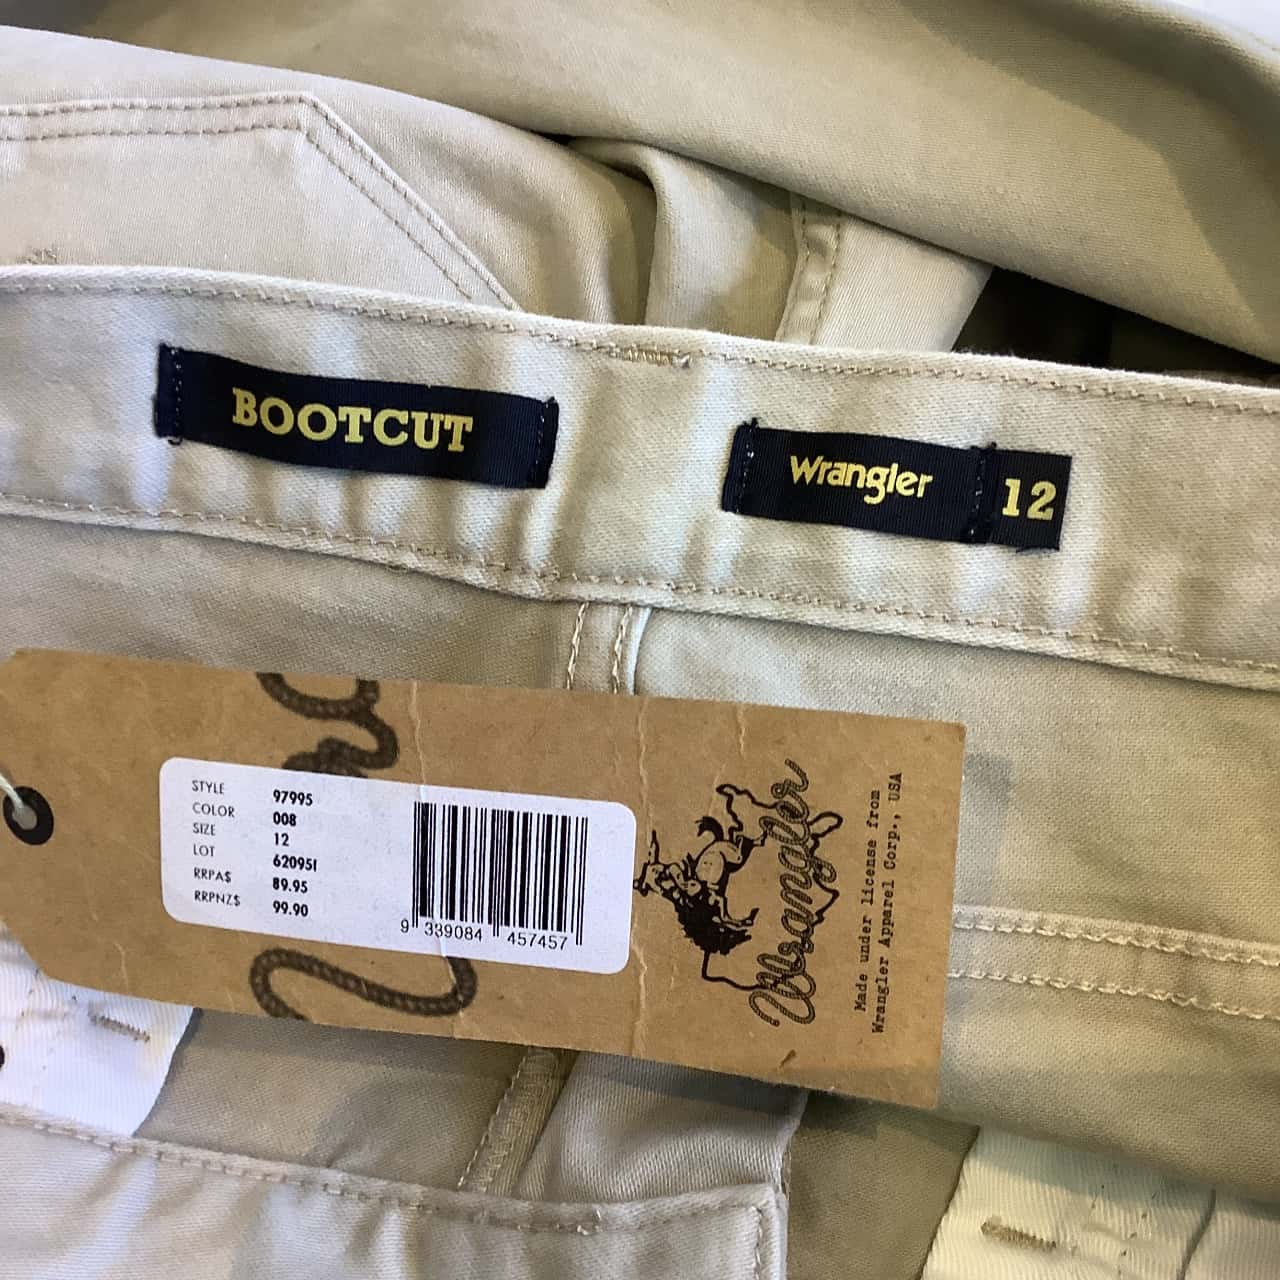 BOOTCUT
Wrangler 12
STYLE 97995
COLOR 008
SIZE 12
LOT 620951
RRPA$ 89.95
RRPNZ$ 99.90
9 339084 457457
Wrangler
Made under license from
Wrangler Apparel Corp., USA